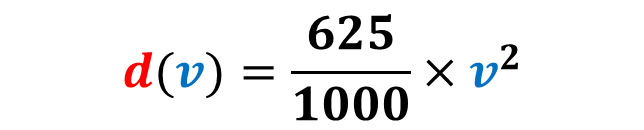 d(v) = 625/1000 × v²